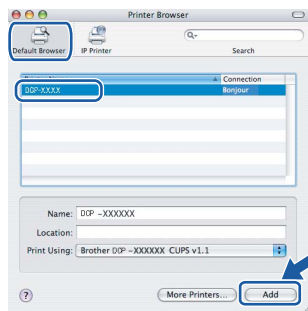 Printer Browser
Default Browser
IP Printer
Q
Search
Connection
DCP-XXXX
Bonjour
Name: DCP -XXXXXX
Location:
Print Using: Brother DCP -XXXXXX CUPS v1.1
?
More Printers...
Add